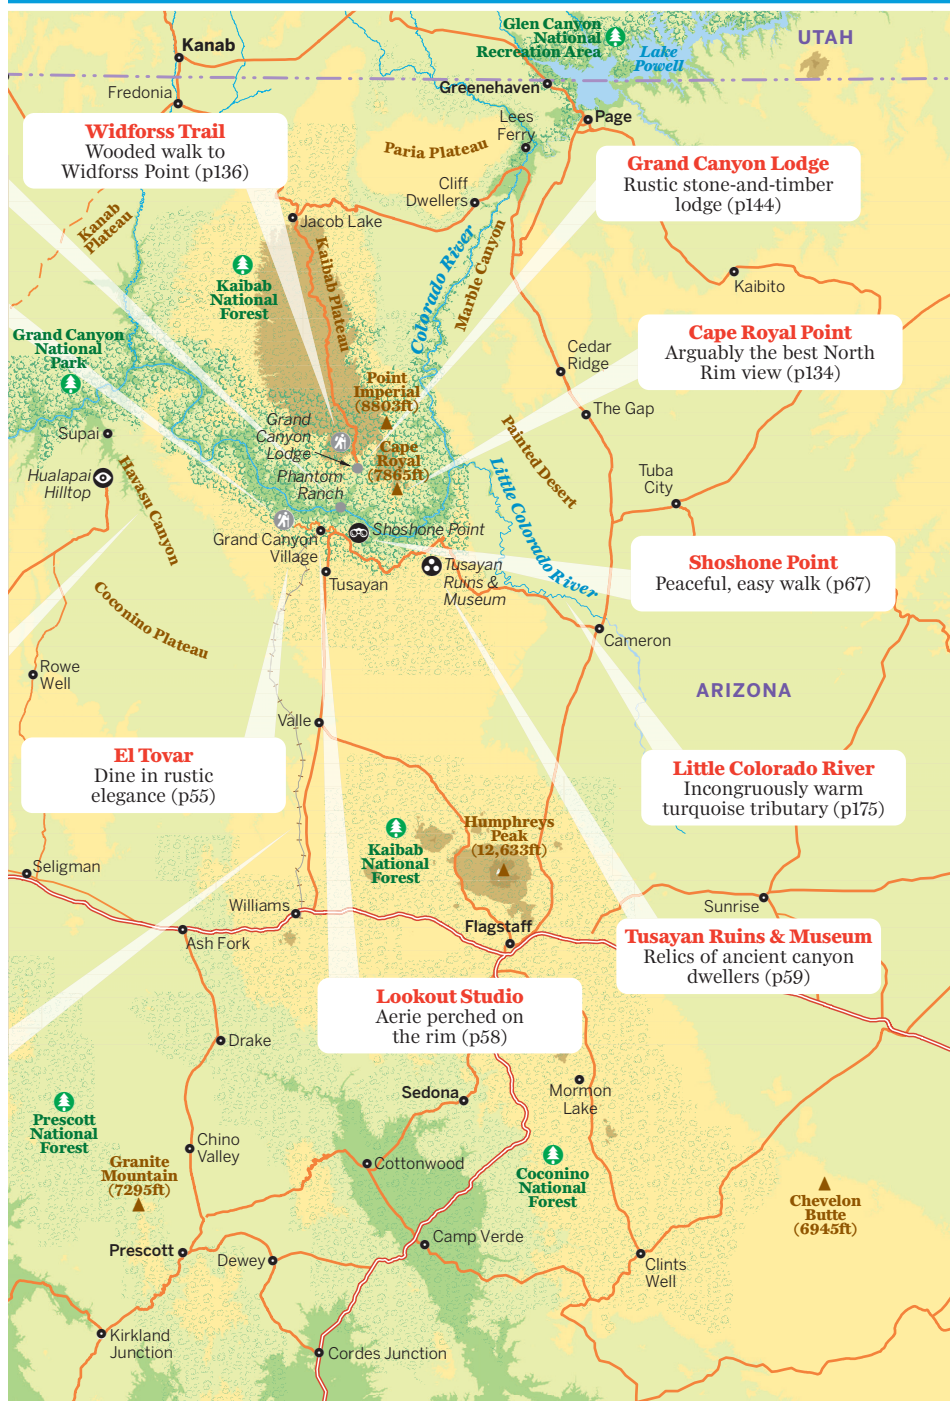 Glen Canyon
National
Recreation Area
UTAH
Kanab
Lake
Powell
Fredonia
Greenehaven
Lees
Ferry
Page
Widforss Trail
Wooded walk to
Widforss Point (p136)
Paria Plateau
Grand Canyon Lodge
Rustic stone-and-timber
lodge (p144)
Cliff
Dwellers
Kanab
Plateau
Jacob Lake
Kaibab Plateau
Colorado River
Marble Canyon
Kaibab
National
Forest
Kaibito
Grand Canyon
National
Park
Cape Royal Point
Arguably the best North
Rim view (p134)
Cedar
Ridge
Point
Imperial
(8803ft)
The Gap
Grand
Canyon
Lodge
Painted Desert
Supai
Cape
Royal
(7865ft)
Hualapai
Hilltop
Havasu Canyon
Phantom
Ranch
Little Colorado River
Tuba
City
Shoshone Point
Grand Canyon
Village
Tusayan
Tusayan
Ruins &
Museum
Shoshone Point
Peaceful, easy walk (p67)
Coconino Plateau
Cameron
Rowe
Well
ARIZONA
Valle
El Tovar
Dine in rustic
elegance (p55)
Little Colorado River
Incongruously warm
turquoise tributary (p175)
Kaibab
National
Forest
Humphreys
Peak
(12,633ft)
Seligman
Williams
Sunrise
Ash Fork
Flagstaff
Tusayan Ruins & Museum
Relics of ancient canyon
dwellers (p59)
Lookout Studio
Aerie perched on
the rim (p58)
Drake
Prescott
National
Forest
Sedona
Mormon
Lake
Chino
Valley
Granite
Mountain
(7295ft)
Cottonwood
Coconino
National
Forest
Chevelon
Butte
(6945ft)
Prescott
Dewey
Camp Verde
Clints
Well
Kirkland
Junction
Cordes Junction